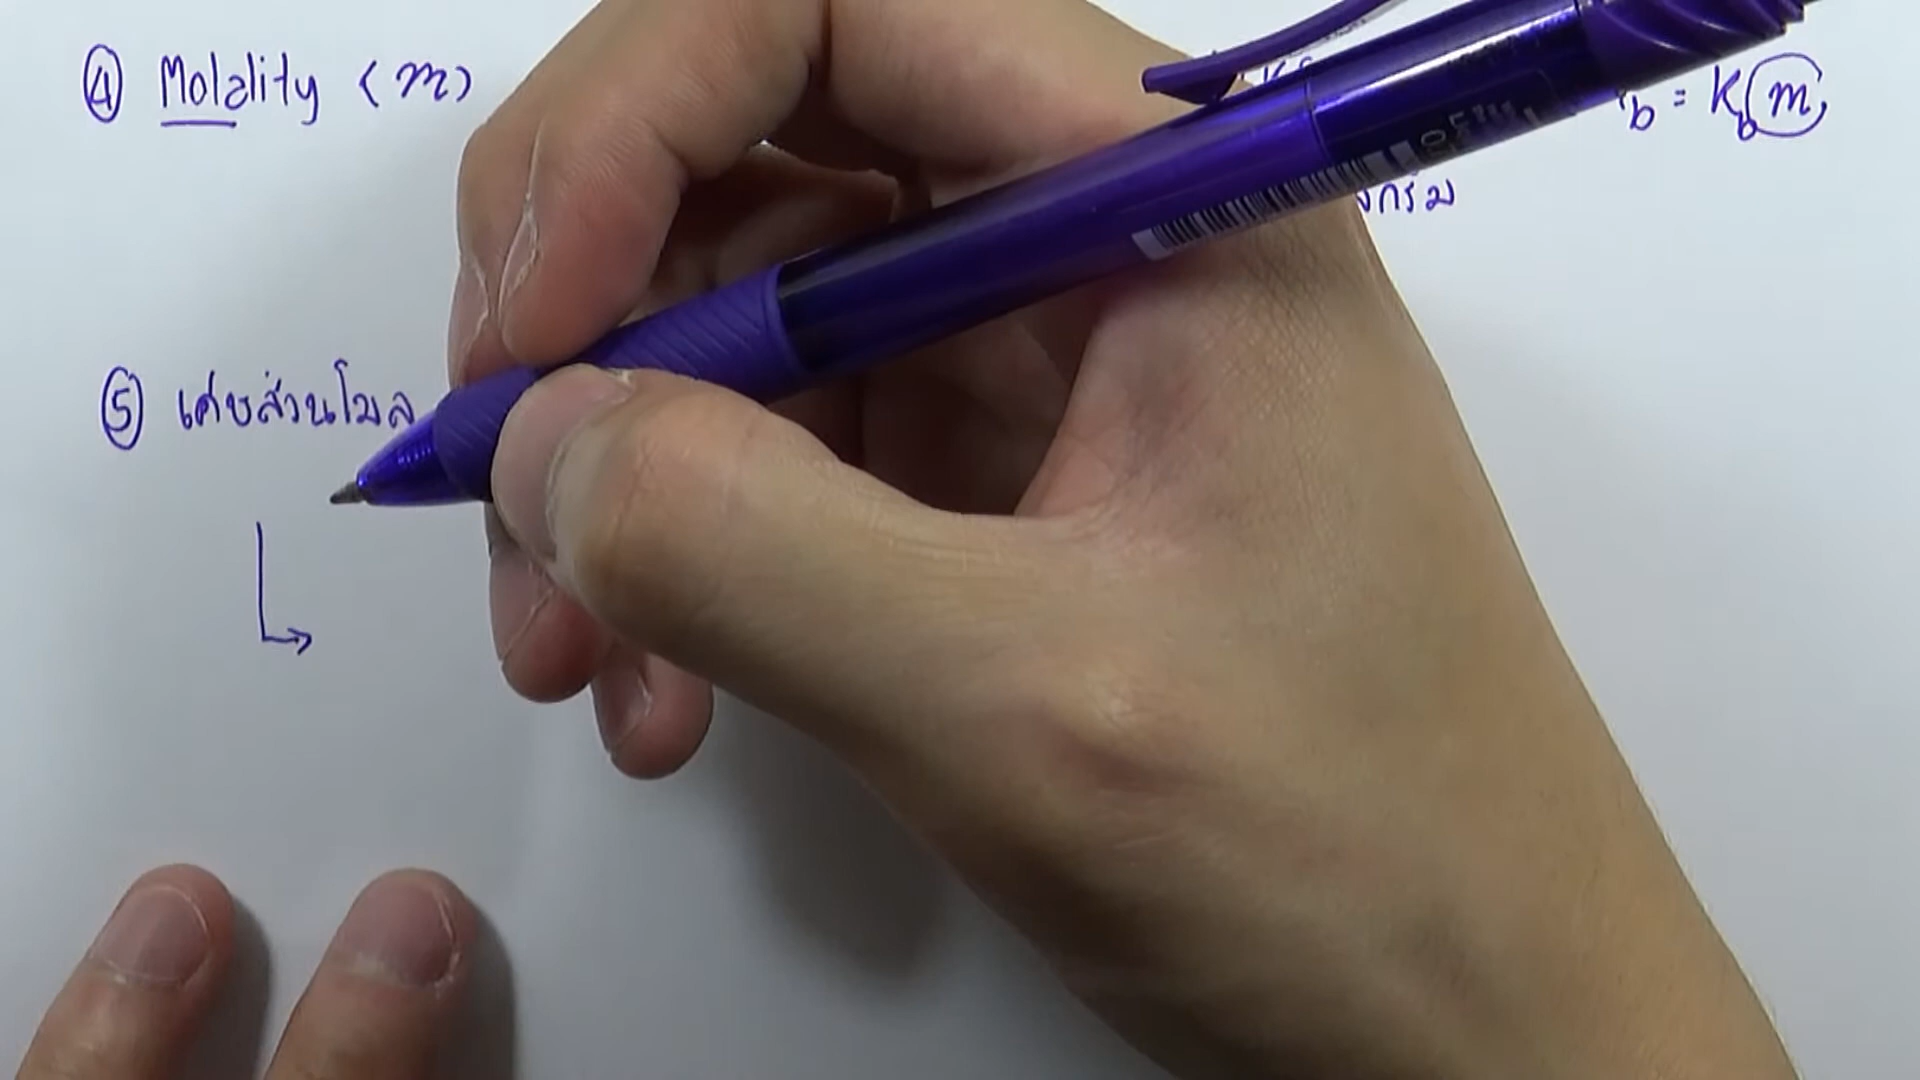 ④ Molality (m)
b = K_b m
กรัม
⑤ เศษส่วนโมล